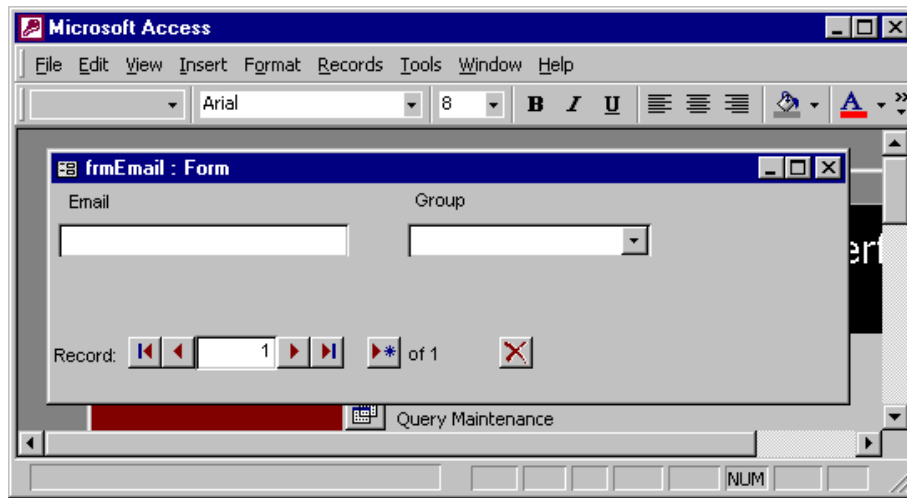 Microsoft Access
File Edit View Insert Format Records Tools Window Help
Arial 8 B I U A
frmEmail : Form
Email Group
Record: 1 of 1
Query Maintenance
NUM